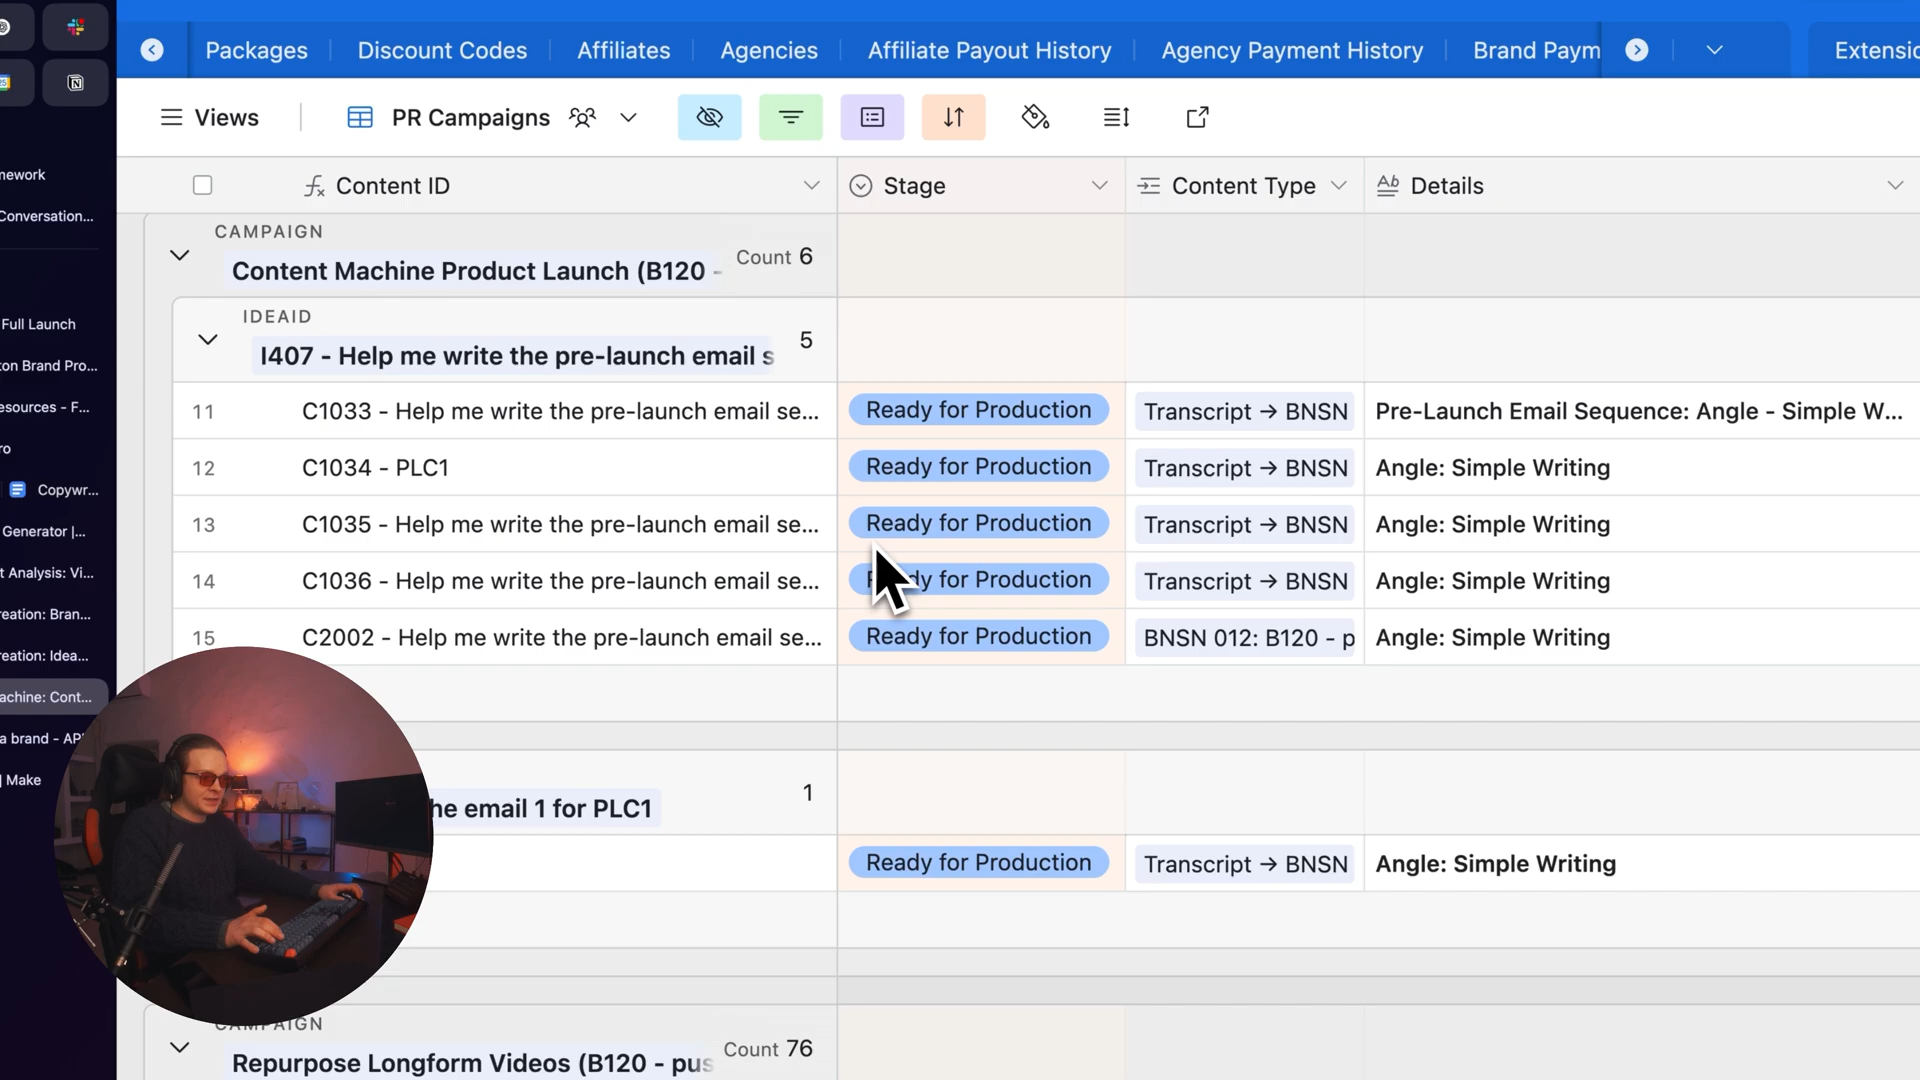 Packages
Discount Codes
Affiliates
Agencies
Affiliate Payout History
Agency Payment History
Brand Paym
Extensio
Views
PR Campaigns
Content ID
Stage
Content Type
Details
CAMPAIGN
Content Machine Product Launch (B120 -
Count 6
IDEAID
I407 - Help me write the pre-launch email s
5
11 C1033 - Help me write the pre-launch email se... Ready for Production Transcript → BNSN Pre-Launch Email Sequence: Angle - Simple W...
12 C1034 - PLC1 Ready for Production Transcript → BNSN Angle: Simple Writing
13 C1035 - Help me write the pre-launch email se... Ready for Production Transcript → BNSN Angle: Simple Writing
14 C1036 - Help me write the pre-launch email se... dy for Production Transcript → BNSN Angle: Simple Writing
15 C2002 - Help me write the pre-launch email se... Ready for Production BNSN 012: B120 - p Angle: Simple Writing
he email 1 for PLC1
1
Ready for Production Transcript → BNSN Angle: Simple Writing
CAMPAIGN
Repurpose Longform Videos (B120 - pus
Count 76
nework
Conversation...
Full Launch
ton Brand Pro...
esources - F...
ro
Copywr...
Generator |...
t Analysis: Vi...
reation: Bran...
reation: Idea...
achine: Cont...
a brand - AP
| Make